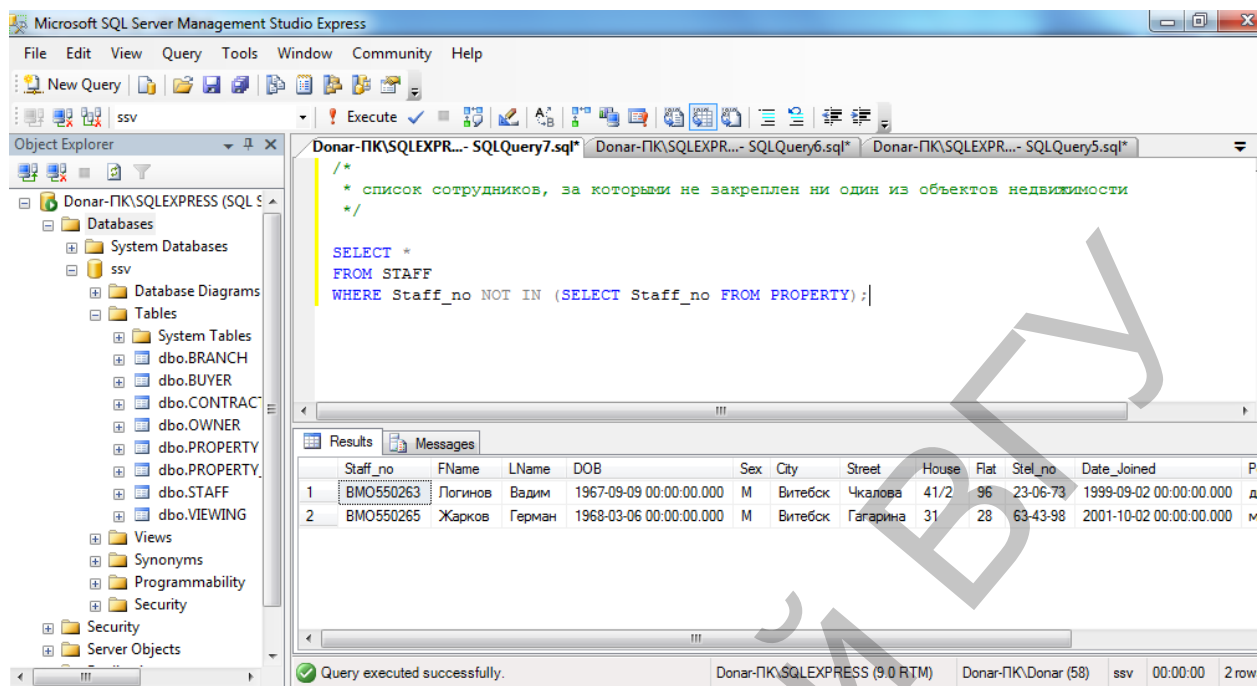 Microsoft SQL Server Management Studio Express
File Edit View Query Tools Window Community Help
New Query
ssv Execute
Object Explorer
Donar-ПК\SQLEXPR...- SQLQuery7.sql* Donar-ПК\SQLEXPR...- SQLQuery6.sql* Donar-ПК\SQLEXPR...- SQLQuery5.sql*
Donar-ПК\SQLEXPRESS (SQL S
Databases
System Databases
ssv
Database Diagrams
Tables
System Tables
dbo.BRANCH
dbo.BUYER
dbo.CONTRACT
dbo.OWNER
dbo.PROPERTY
dbo.PROPERTY_
dbo.STAFF
dbo.VIEWING
Views
Synonyms
Programmability
Security
Security
Server Objects
/*
* список сотрудников, за которыми не закреплен ни один из объектов недвижимости
*/
SELECT *
FROM STAFF
WHERE Staff_no NOT IN (SELECT Staff_no FROM PROPERTY);
Results Messages
Staff_no FName LName DOB Sex City Street House Flat Stel_no Date_Joined P
1 BMO550263 Логинов Вадим 1967-09-09 00:00:00.000 М Витебск Чкалова 41/2 96 23-06-73 1999-09-02 00:00:00.000 д
2 BMO550265 Жарков Герман 1968-03-06 00:00:00.000 М Витебск Гагарина 31 28 63-43-98 2001-10-02 00:00:00.000 м
Query executed successfully. Donar-ПК\SQLEXPRESS (9.0 RTM) Donar-ПК\Donar (58) ssv 00:00:00 2 row
Й ВГУ